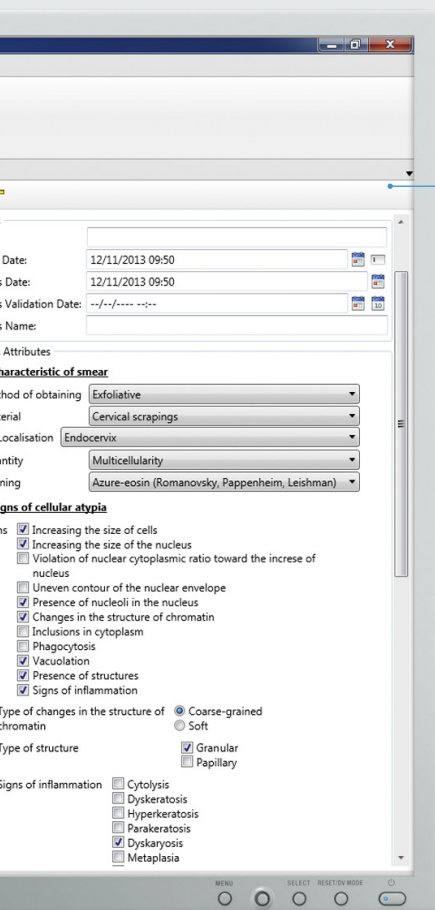 Date: 12/11/2013 09:50
s Date: 12/11/2013 09:50
s Validation Date: --/--/---- --:--
s Name:
Attributes
haracteristic of smear
thod of obtaining Exfoliative
terial Cervical scrapings
Localisation Endocervix
antity Multicellularity
ning Azure-eosin (Romanovsky, Pappenheim, Leishman)
igns of cellular atypia
ns Increasing the size of cells
Increasing the size of the nucleus
Violation of nuclear cytoplasmic ratio toward the increse of
nucleus
Uneven contour of the nuclear envelope
Presence of nucleoli in the nucleus
Changes in the structure of chromatin
Inclusions in cytoplasm
Phagocytosis
Vacuolation
Presence of structures
Signs of inflammation
Type of changes in the structure of Coarse-grained
chromatin Soft
Type of structure Granular
Papillary
Signs of inflammation Cytolysis
Dyskeratosis
Hyperkeratosis
Parakeratosis
Dyskaryosis
Metaplasia
MENU SELECT RESET/DV MODE